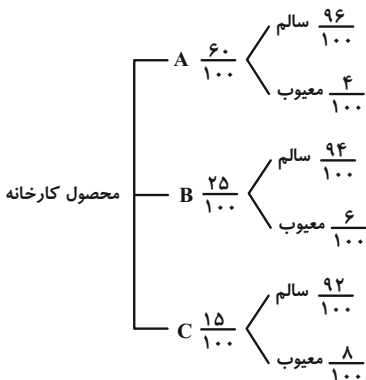 سالم ۹۶/۱۰۰
A ۶۰/۱۰۰
معیوب ۴/۱۰۰
سالم ۹۴/۱۰۰
محصول کارخانه B ۲۵/۱۰۰
معیوب ۶/۱۰۰
سالم ۹۲/۱۰۰
C ۱۵/۱۰۰
معیوب ۸/۱۰۰